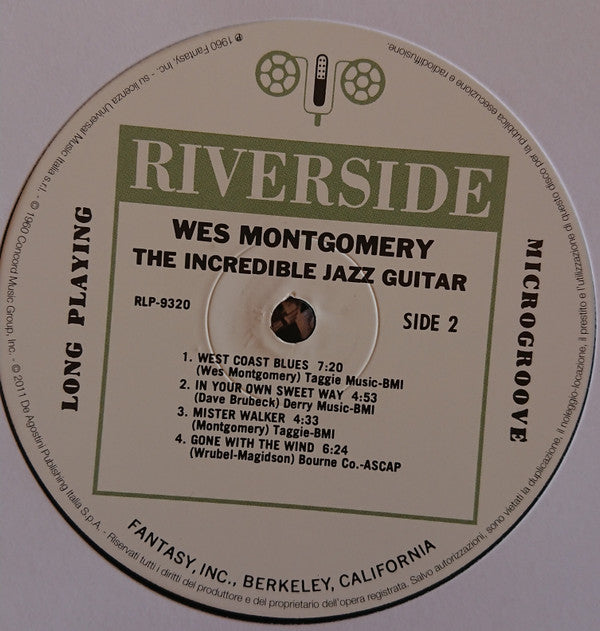 RIVERSIDE
WES MONTGOMERY
THE INCREDIBLE JAZZ GUITAR
RLP-9320
SIDE 2
LONG PLAYING
MICROGROOVE
1. WEST COAST BLUES 7:20
(Wes Montgomery) Taggie Music-BMI
2. IN YOUR OWN SWEET WAY 4:53
(Dave Brubeck) Derry Music-BMI
3. MISTER WALKER 4:33
(Montgomery) Taggie-BMI
4. GONE WITH THE WIND 6:24
(Wrubel-Magidson) Bourne Co.-ASCAP
FANTASY, INC., BERKELEY, CALIFORNIA
℗ 1960 Fantasy, Inc. - su licenza Universal Music Italia s.r.l. - © 1960 Concord Music Group, Inc. - © 2011 De Agostini Publishing Italia S.p.A. - Riservati tutti i diritti del produttore e del proprietario dell'opera registrata. Salvo autorizzazioni, sono vietati la duplicazione, il noleggio-locazione, il prestito e l'utilizzazione di questo disco per la pubblica esecuzione e radiodiffusione.